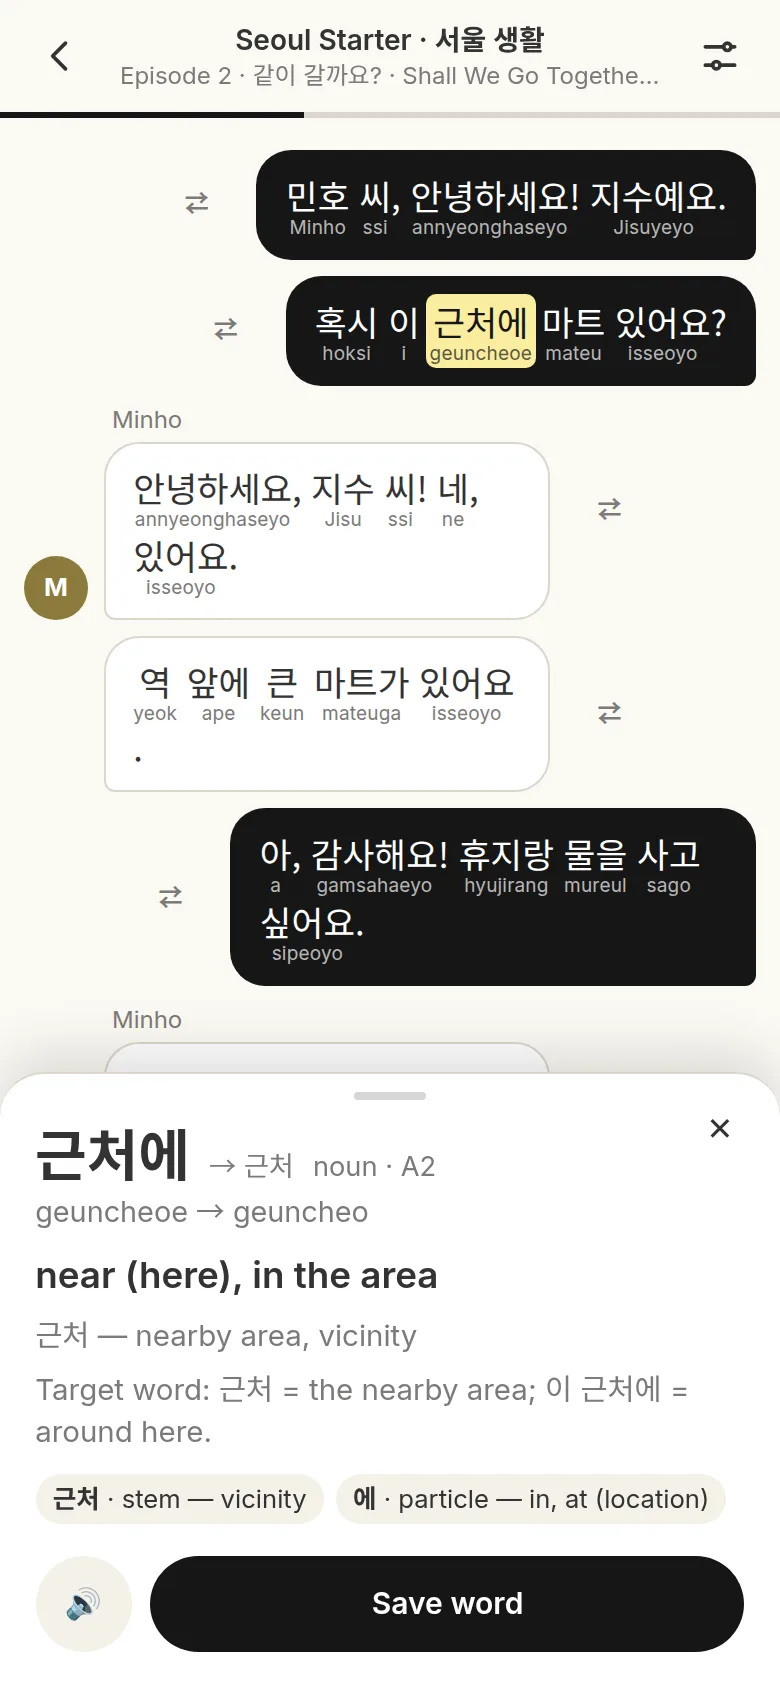 Seoul Starter · 서울 생활
Episode 2 · 같이 갈까요? · Shall We Go Togethe...
민호 씨, 안녕하세요! 지수예요.
Minho ssi annyeonghaseyo Jisuyeyo
혹시 이 근처에 마트 있어요?
hoksi i geuncheoe mateu isseoyo
Minho
안녕하세요, 지수 씨! 네,
annyeonghaseyo Jisu ssi ne
있어요.
isseoyo
M
역 앞에 큰 마트가 있어요
yeok ape keun mateuga isseoyo
.
아, 감사해요! 휴지랑 물을 사고
a gamsahaeyo hyujirang mureul sago
싶어요.
sipeoyo
Minho
근처에 → 근처 noun · A2
geuncheoe → geuncheo
near (here), in the area
근처 — nearby area, vicinity
Target word: 근처 = the nearby area; 이 근처에 =
around here.
근처 · stem — vicinity 에 · particle — in, at (location)
Save word